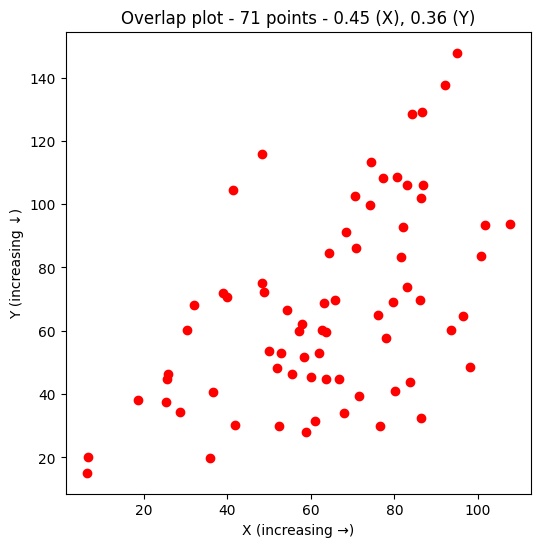 Overlap plot - 71 points - 0.45 (X), 0.36 (Y)
140
120
100
80
60
40
20
Y (increasing ↓)
20 40 60 80 100
X (increasing →)